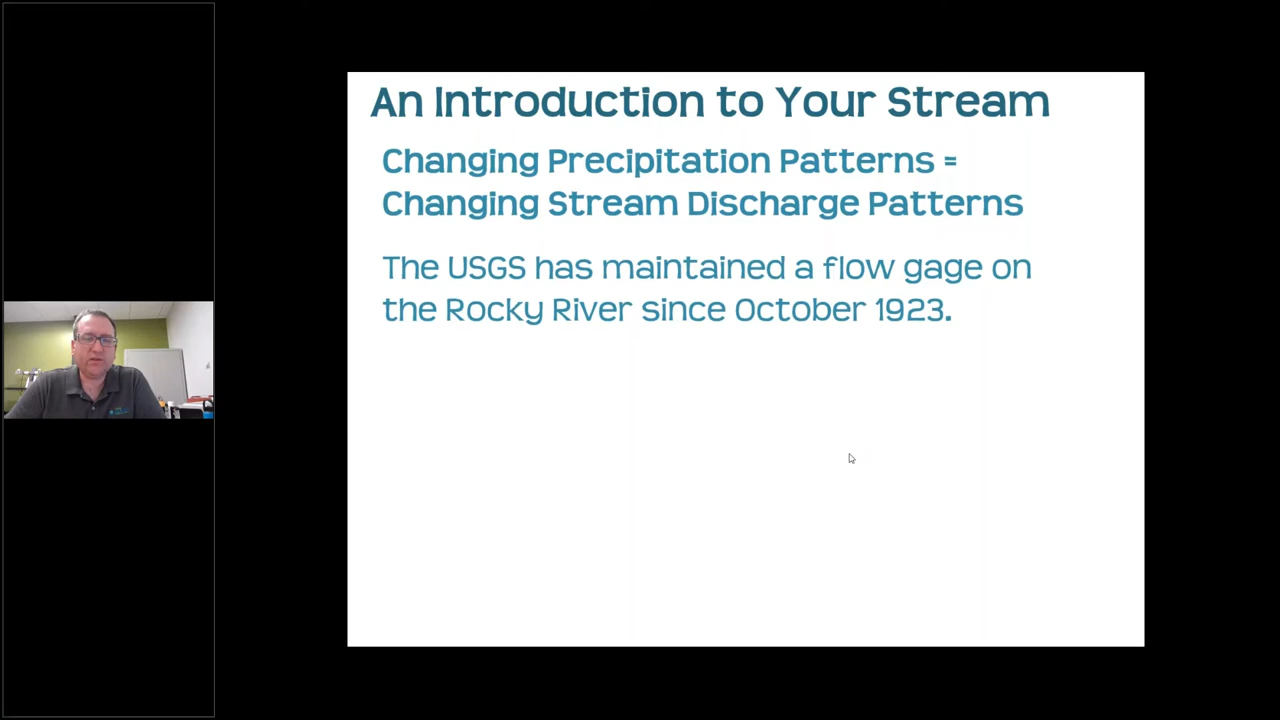 An Introduction to Your Stream
Changing Precipitation Patterns =
Changing Stream Discharge Patterns
The USGS has maintained a flow gage on
the Rocky River since October 1923.